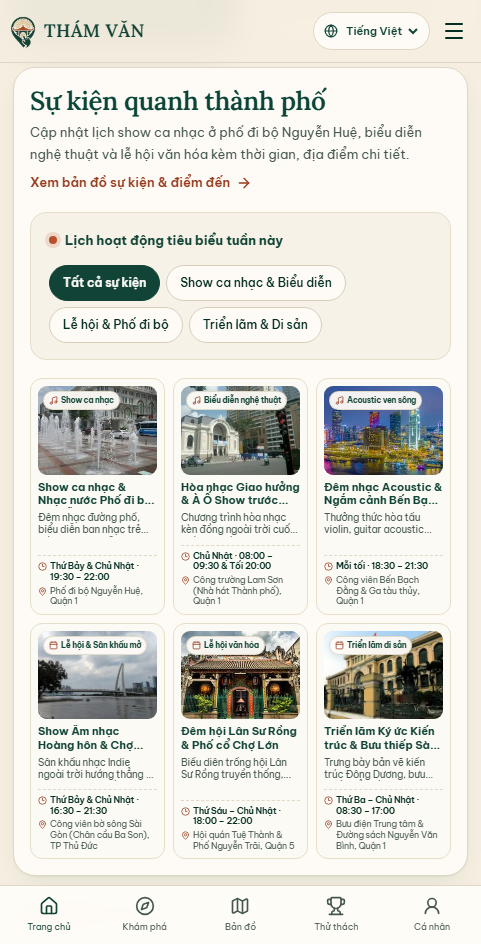 THÁM VĂN
Tiếng Việt
Sự kiện quanh thành phố
Cập nhật lịch show ca nhạc ở phố đi bộ Nguyễn Huệ, biểu diễn
nghệ thuật và lễ hội văn hóa kèm thời gian, địa điểm chi tiết.
Xem bản đồ sự kiện & điểm đến →
Lịch hoạt động tiêu biểu tuần này
Tất cả sự kiện
Show ca nhạc & Biểu diễn
Lễ hội & Phố đi bộ
Triển lãm & Di sản
Show ca nhạc
Show ca nhạc &
Nhạc nước Phố đi b...
Đêm nhạc đường phố,
biểu diễn ban nhạc trẻ...
Thứ Bảy & Chủ Nhật ·
19:30 – 22:00
Phố đi bộ Nguyễn Huệ,
Quận 1
Biểu diễn nghệ thuật
Hòa nhạc Giao hưởng
& À Ố Show trước...
Chương trình hòa nhạc
kèn đồng ngoài trời cuố...
Chủ Nhật · 08:00 –
09:30 & Tối 20:00
Công trường Lam Sơn
(Nhà hát Thành phố),
Quận 1
Acoustic ven sông
Đêm nhạc Acoustic &
Ngắm cảnh Bến Bạ...
Thưởng thức hòa tấu
violin, guitar acoustic...
Mỗi tối · 18:30 – 21:30
Công viên Bến Bạch
Đằng & Ga tàu thủy,
Quận 1
Lễ hội & Sân khấu mở
Show Âm nhạc
Hoàng hôn & Chợ...
Sân khấu nhạc Indie
ngoài trời hướng thẳng ...
Thứ Bảy & Chủ Nhật ·
16:30 – 21:30
Công viên bờ sông Sài
Gòn (Chân cầu Ba Son),
TP Thủ Đức
Lễ hội văn hóa
Đêm hội Lân Sư Rồng
& Phố cổ Chợ Lớn
Biểu diễn trống hội Lân
Sư Rồng truyền thống,...
Thứ Sáu – Chủ Nhật ·
18:00 – 22:00
Hội quán Tuệ Thành &
Phố Nguyễn Trãi, Quận 5
Triển lãm di sản
Triển lãm Ký ức Kiến
trúc & Bưu thiếp Sà...
Trưng bày bản vẽ kiến
trúc Đông Dương, bưu...
Thứ Ba – Chủ Nhật ·
08:30 – 17:00
Bưu điện Trung tâm &
Đường sách Nguyễn Văn
Bình, Quận 1
Trang chủ
Khám phá
Bản đồ
Thử thách
Cá nhân